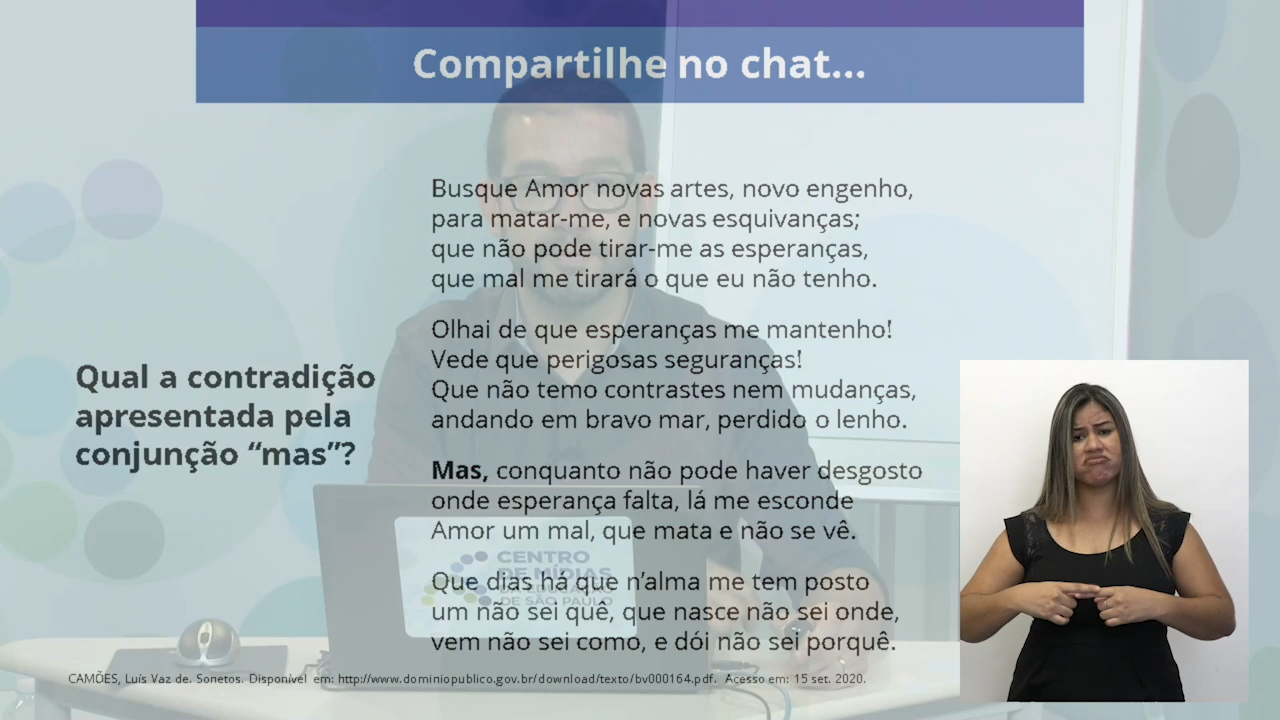 Compartilhe no chat...
Qual a contradição
apresentada pela
conjunção “mas”?
Busque Amor novas artes, novo engenho,
para matar-me, e novas esquivanças;
que não pode tirar-me as esperanças,
que mal me tirará o que eu não tenho.
Olhai de que esperanças me mantenho!
Vede que perigosas seguranças!
Que não temo contrastes nem mudanças,
andando em bravo mar, perdido o lenho.
Mas, conquanto não pode haver desgosto
onde esperança falta, lá me esconde
Amor um mal, que mata e não se vê.
Que dias há que n’alma me tem posto
um não sei quê, que nasce não sei onde,
vem não sei como, e dói não sei porquê.
CENTRO
DE MÍDIAS
DA EDUCAÇÃO
DE SÃO PAULO
CAMÕES, Luís Vaz de. Sonetos. Disponível em: http://www.dominiopublico.gov.br/download/texto/bv000164.pdf. Acesso em: 15 set. 2020.